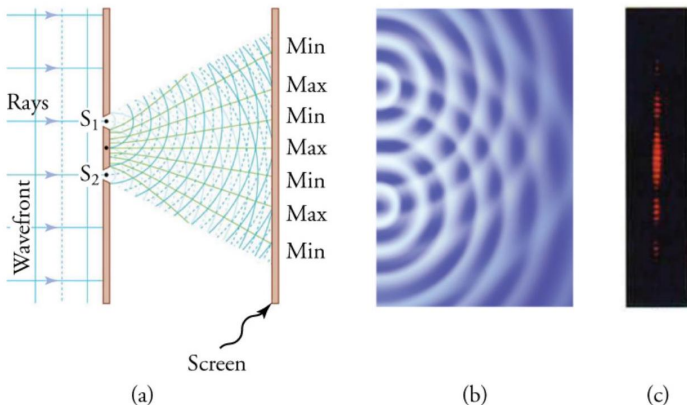 Min
Max
Rays
Min
S1
Max
S2
Min
Max
Wavefront
Min
Screen
(a)
(b)
(c)